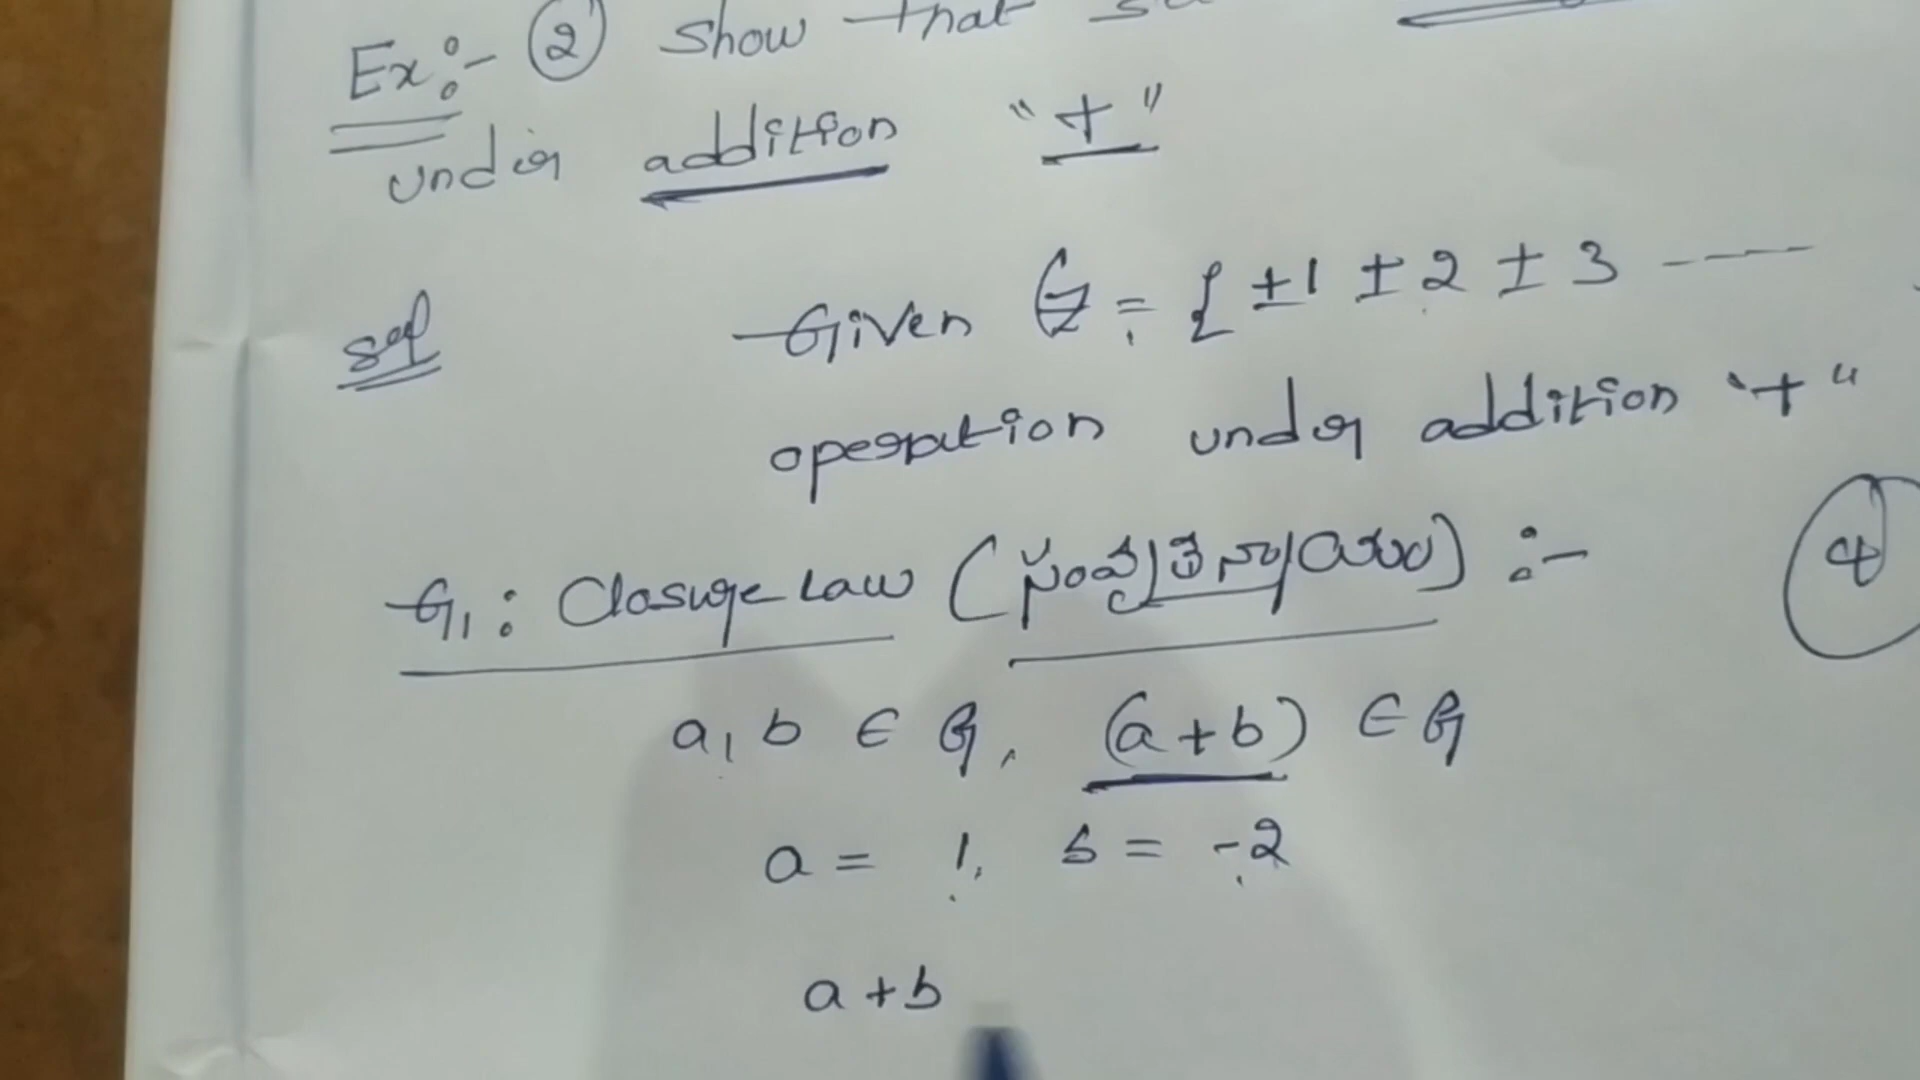 Ex:- ② Show that
under addition "+"
sol Given G = { ±1 ±2 ±3 ----
operation under addition "+"
G₁: Closure Law (సంవృతన్యాయం) :-
a, b ∈ G, (a+b) ∈ G
a = 1, b = -2
a+b